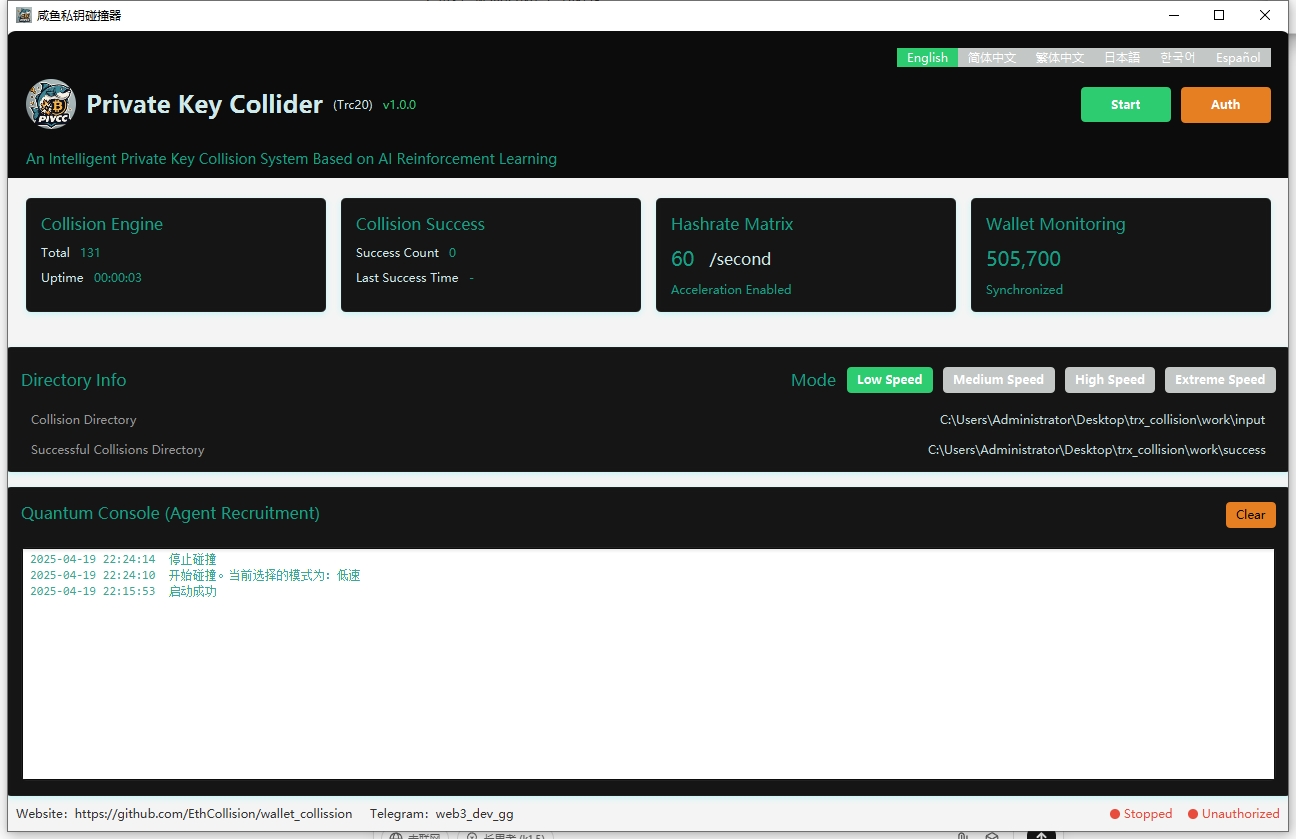 咸鱼私钥碰撞器
English 简体中文 繁体中文 日本語 한국어 Español
PIVCC
Private Key Collider (Trc20) v1.0.0
Start Auth
An Intelligent Private Key Collision System Based on AI Reinforcement Learning
Collision Engine
Total 131
Uptime 00:00:03
Collision Success
Success Count 0
Last Success Time -
Hashrate Matrix
60 /second
Acceleration Enabled
Wallet Monitoring
505,700
Synchronized
Directory Info
Mode Low Speed Medium Speed High Speed Extreme Speed
Collision Directory C:\Users\Administrator\Desktop\trx_collision\work\input
Successful Collisions Directory C:\Users\Administrator\Desktop\trx_collision\work\success
Quantum Console (Agent Recruitment) Clear
2025-04-19 22:24:14 停止碰撞
2025-04-19 22:24:10 开始碰撞。当前选择的模式为：低速
2025-04-19 22:15:53 启动成功
Website：https://github.com/EthCollision/wallet_collission Telegram：web3_dev_gg Stopped Unauthorized